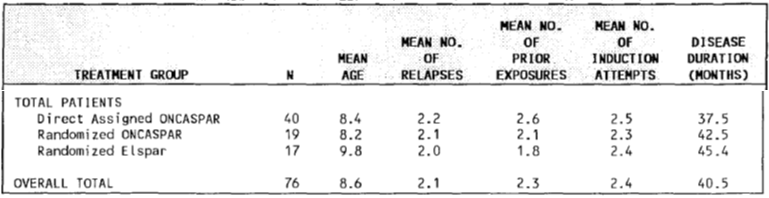 MEAN NO. MEAN NO.
MEAN NO. OF OF DISEASE
MEAN OF PRIOR INDUCTION DURATION
TREATMENT GROUP N AGE RELAPSES EXPOSURES ATTEMPTS (MONTHS)
TOTAL PATIENTS
Direct Assigned ONCASPAR 40 8.4 2.2 2.6 2.5 37.5
Randomized ONCASPAR 19 8.2 2.1 2.1 2.3 42.5
Randomized Elspar 17 9.8 2.0 1.8 2.4 45.4
OVERALL TOTAL 76 8.6 2.1 2.3 2.4 40.5